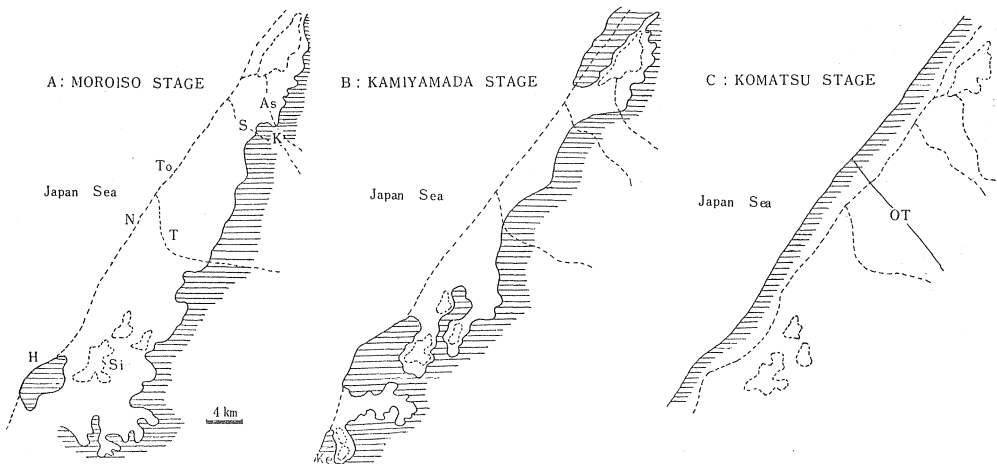 A : MOROISO STAGE
As
S
K
To
Japan Sea
N
T
H
Si
4 km
B : KAMIYAMADA STAGE
Japan Sea
Ke
C : KOMATSU STAGE
Japan Sea
OT